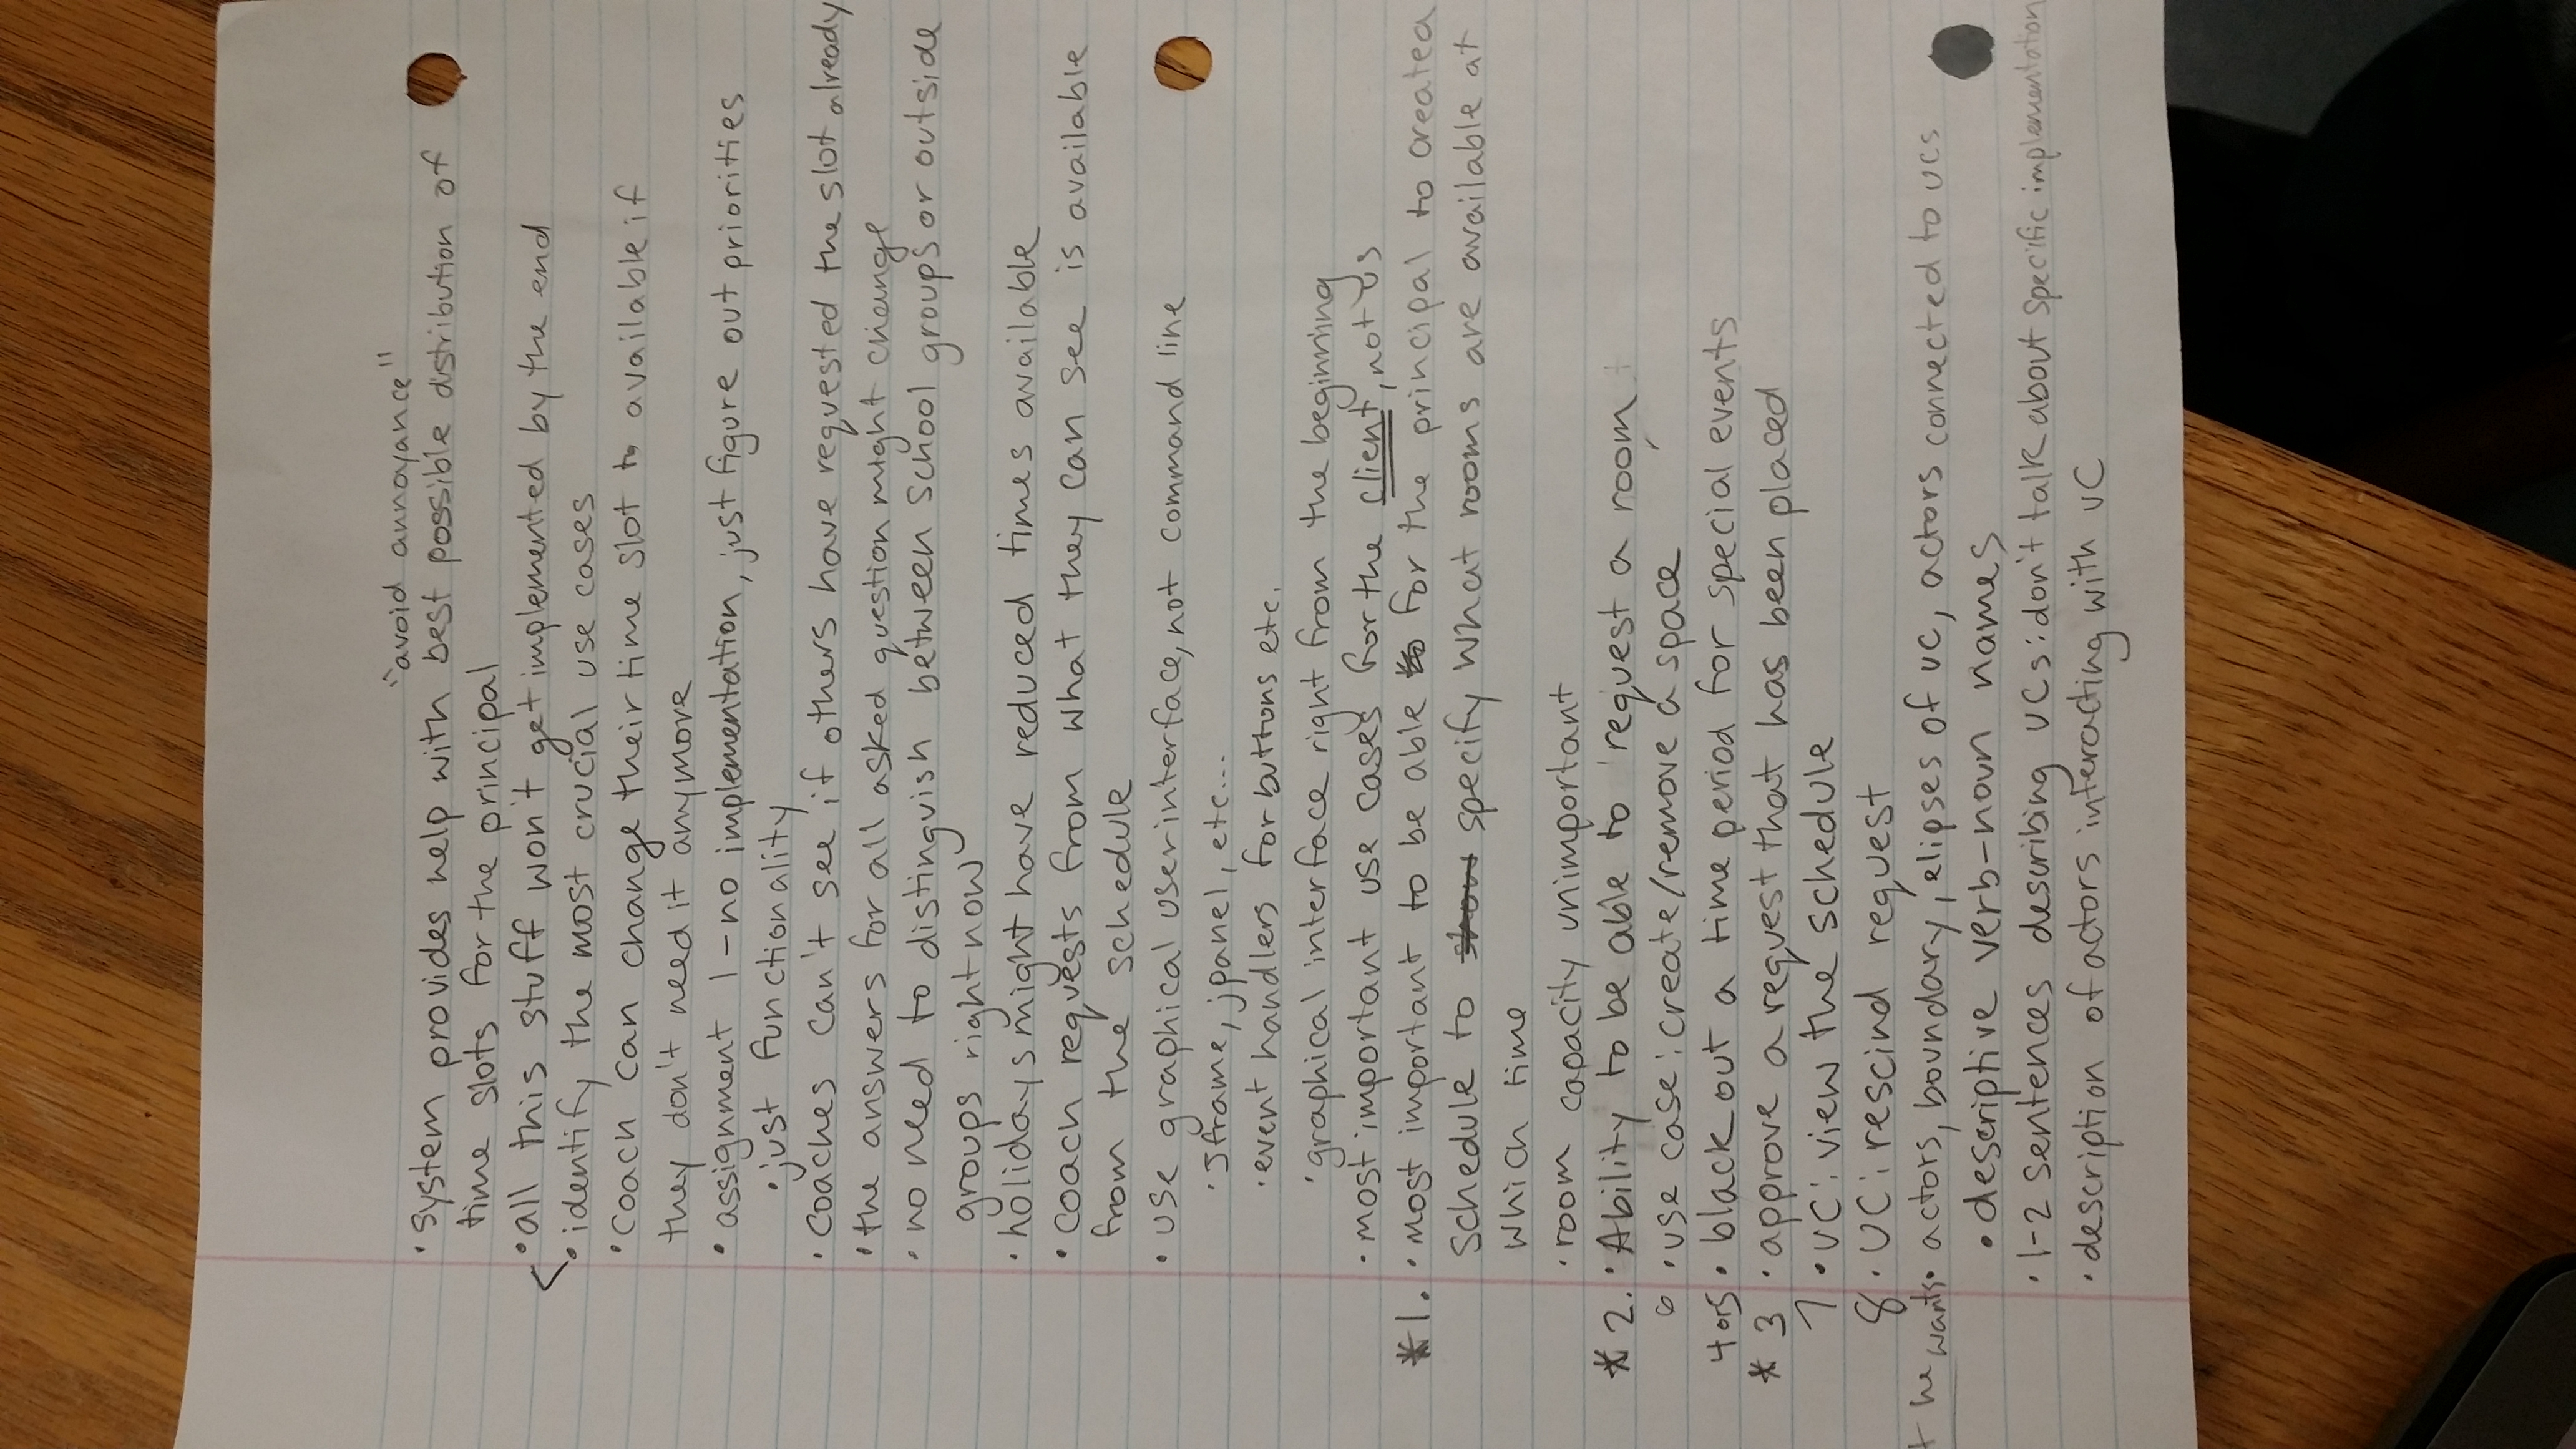 "avoid annoyance"
• system provides help with best possible distribution of
time slots for the principal
< • all this stuff won't get implemented by the end
• identify the most crucial use cases
• coach can change their time slot to available if
they don't need it anymore
• assignment 1 - no implementation, just figure out priorities
• just functionality
• coaches can't see if others have requested the slot already
• the answers for all asked question might change
• no need to distinguish between school groups or outside
groups right now
• holidays might have reduced times available
• coach requests from what they can see is available
from the schedule
• use graphical user interface, not command line
• Jframe, jpanel, etc...
• event handlers for buttons etc.
• graphical interface right from the beginning
• most important use cases for the client, not us
* 1. • most important to be able to for the principal to create a
schedule to show specify what rooms are available at
which time
• room capacity unimportant
* 2. • Ability to be able to request a room
6 • use case: create/remove a space
4 or 5 • black out a time period for special events
* 3 • approve a request that has been placed
7 • UC: view the schedule
8 • UC: rescind request
he wants • actors, boundary, elipses of UC, actors connected to UCs
• descriptive verb-noun names
• 1-2 sentences describing UCs: don't talk about specific implementation
• description of actors interacting with UC